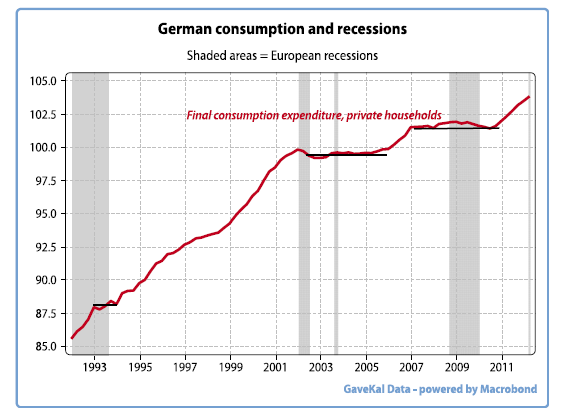 German consumption and recessions
Shaded areas = European recessions
105.0
102.5
Final consumption expenditure, private households
100.0
97.5
95.0
92.5
90.0
87.5
85.0
1993 1995 1997 1999 2001 2003 2005 2007 2009 2011
GaveKal Data - powered by Macrobond